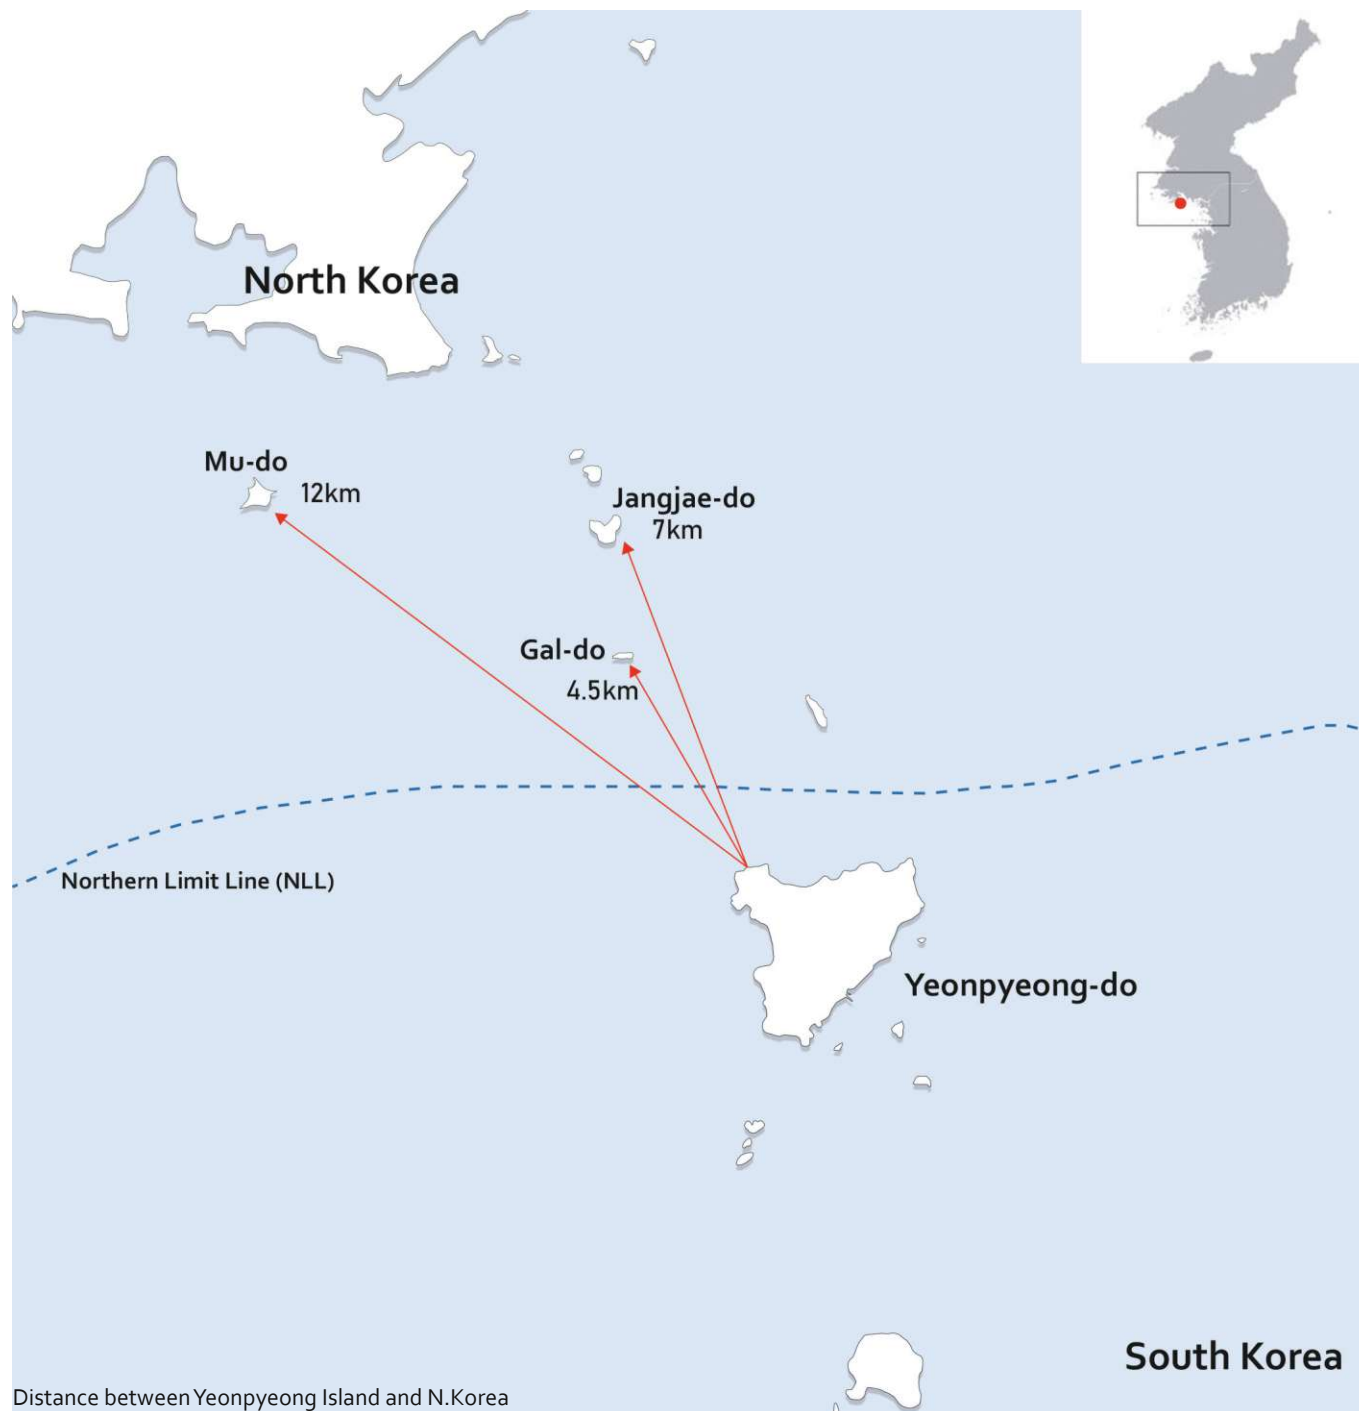 North Korea
Mu-do
12km
Jangjae-do
7km
Gal-do
4.5km
Northern Limit Line (NLL)
Yeonpyeong-do
South Korea
Distance between Yeonpyeong Island and N.Korea